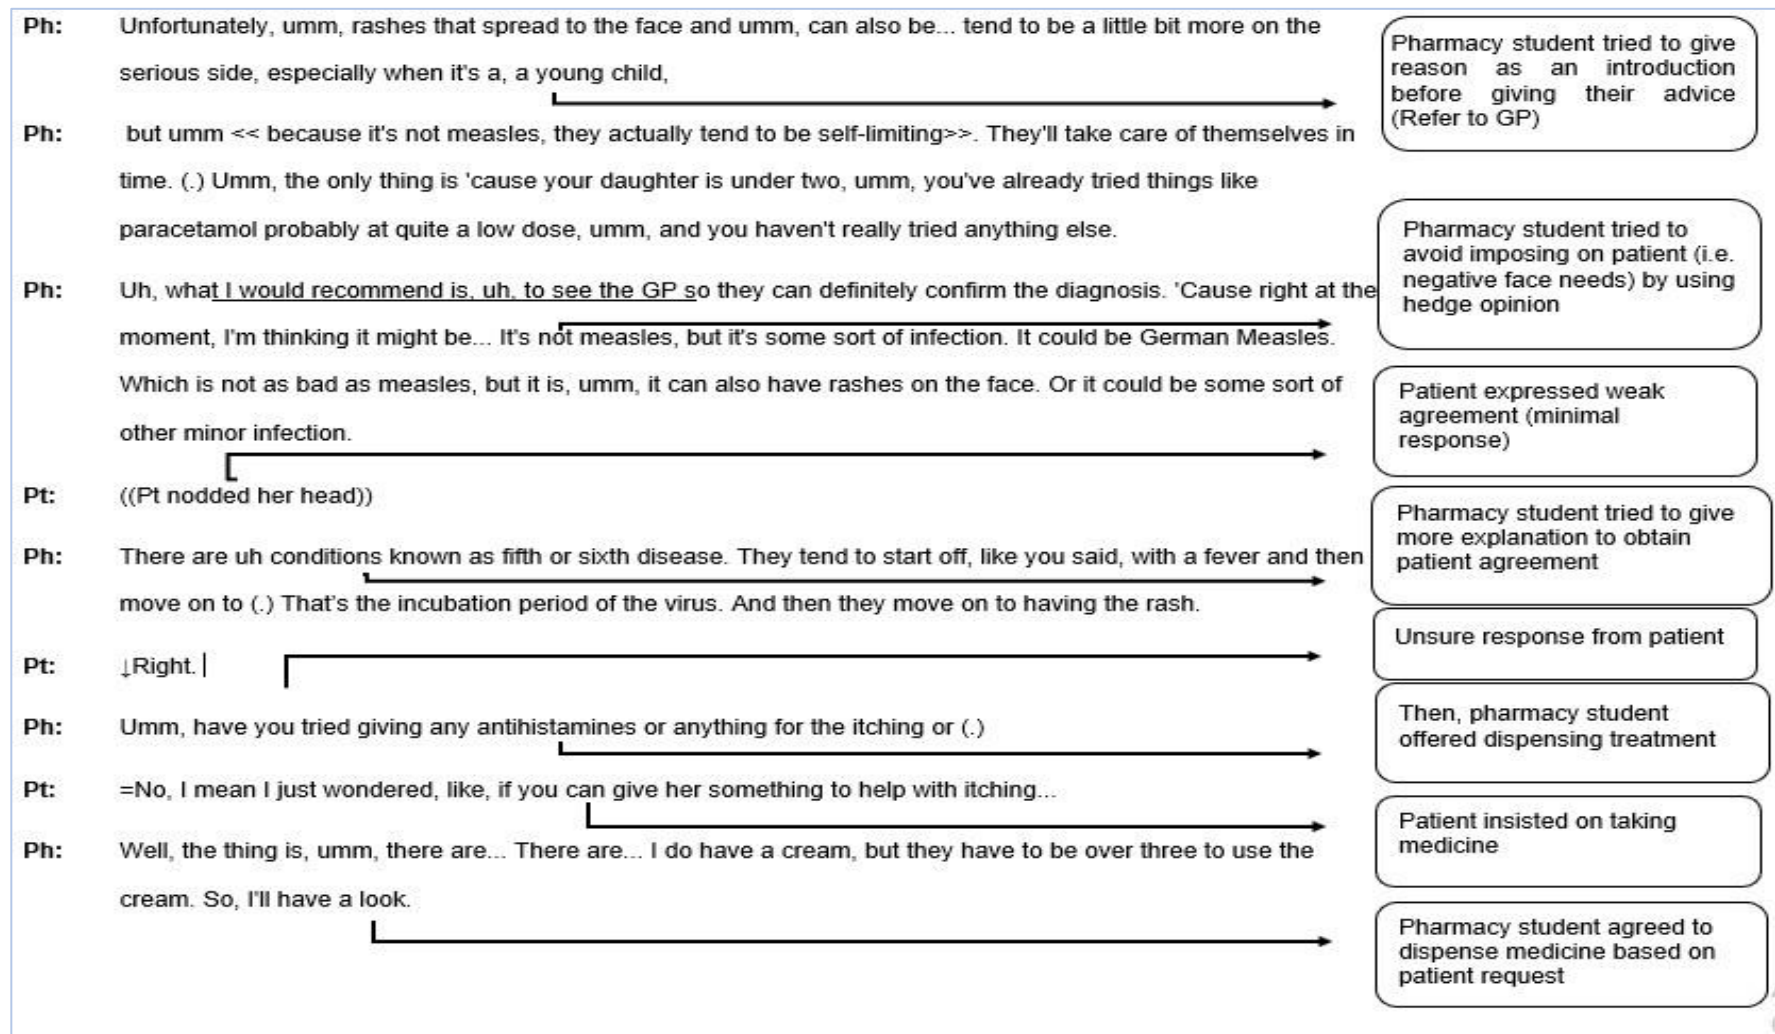 Ph: Unfortunately, umm, rashes that spread to the face and umm, can also be... tend to be a little bit more on the
serious side, especially when it's a, a young child,
Pharmacy student tried to give
reason as an introduction
before giving their advice
(Refer to GP)
Ph: but umm << because it's not measles, they actually tend to be self-limiting>>. They'll take care of themselves in
time. (.) Umm, the only thing is 'cause your daughter is under two, umm, you've already tried things like
paracetamol probably at quite a low dose, umm, and you haven't really tried anything else.
Ph: Uh, what I would recommend is, uh, to see the GP so they can definitely confirm the diagnosis. 'Cause right at the
moment, I'm thinking it might be... It's not measles, but it's some sort of infection. It could be German Measles.
Which is not as bad as measles, but it is, umm, it can also have rashes on the face. Or it could be some sort of
other minor infection.
Pharmacy student tried to
avoid imposing on patient (i.e.
negative face needs) by using
hedge opinion
Pt: ((Pt nodded her head))
Patient expressed weak
agreement (minimal
response)
Ph: There are uh conditions known as fifth or sixth disease. They tend to start off, like you said, with a fever and then
move on to (.) That's the incubation period of the virus. And then they move on to having the rash.
Pharmacy student tried to give
more explanation to obtain
patient agreement
Pt: ↓Right.
Unsure response from patient
Ph: Umm, have you tried giving any antihistamines or anything for the itching or (.)
Then, pharmacy student
offered dispensing treatment
Pt: =No, I mean I just wondered, like, if you can give her something to help with itching...
Patient insisted on taking
medicine
Ph: Well, the thing is, umm, there are... There are... I do have a cream, but they have to be over three to use the
cream. So, I'll have a look.
Pharmacy student agreed to
dispense medicine based on
patient request